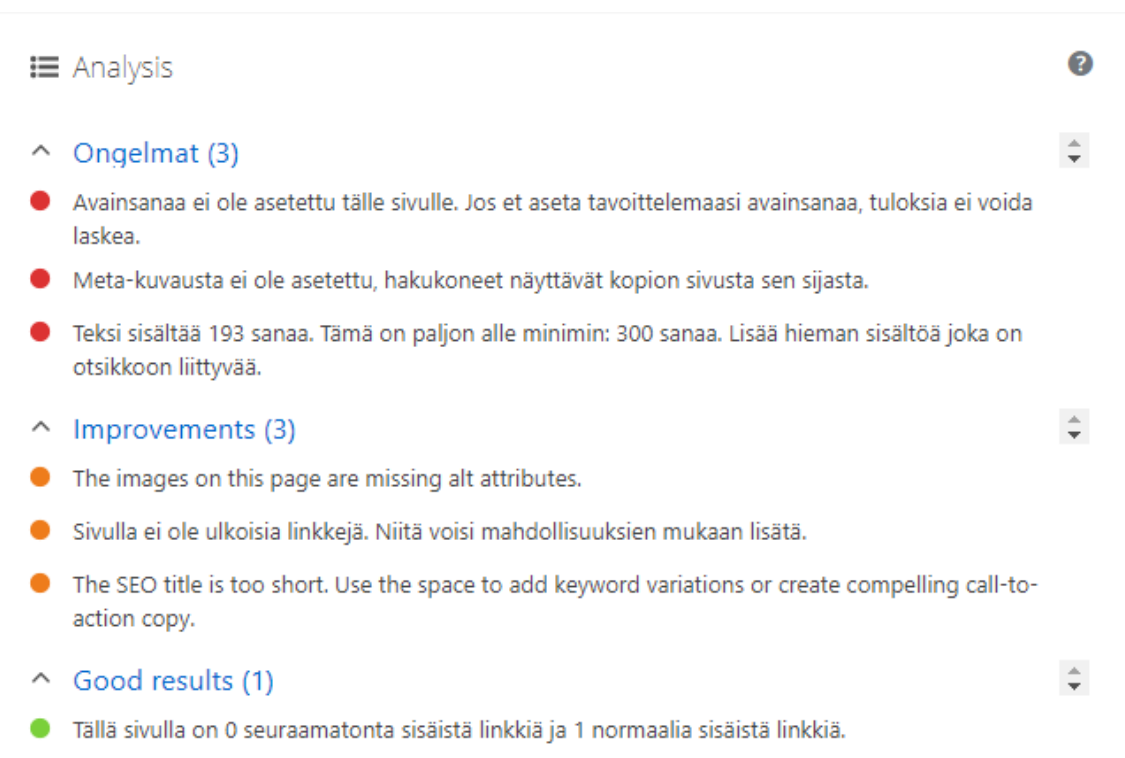 Analysis
Ongelmat (3)
Avainsanaa ei ole asetettu tälle sivulle. Jos et aseta tavoittelemaasi avainsanaa, tuloksia ei voida
laskea.
Meta-kuvausta ei ole asetettu, hakukoneet näyttävät kopion sivusta sen sijasta.
Teksi sisältää 193 sanaa. Tämä on paljon alle minimin: 300 sanaa. Lisää hieman sisältöä joka on
otsikkoon liittyvää.
Improvements (3)
The images on this page are missing alt attributes.
Sivulla ei ole ulkoisia linkkejä. Niitä voisi mahdollisuuksien mukaan lisätä.
The SEO title is too short. Use the space to add keyword variations or create compelling call-to-
action copy.
Good results (1)
Tällä sivulla on 0 seuraamatonta sisäistä linkkiä ja 1 normaalia sisäistä linkkiä.